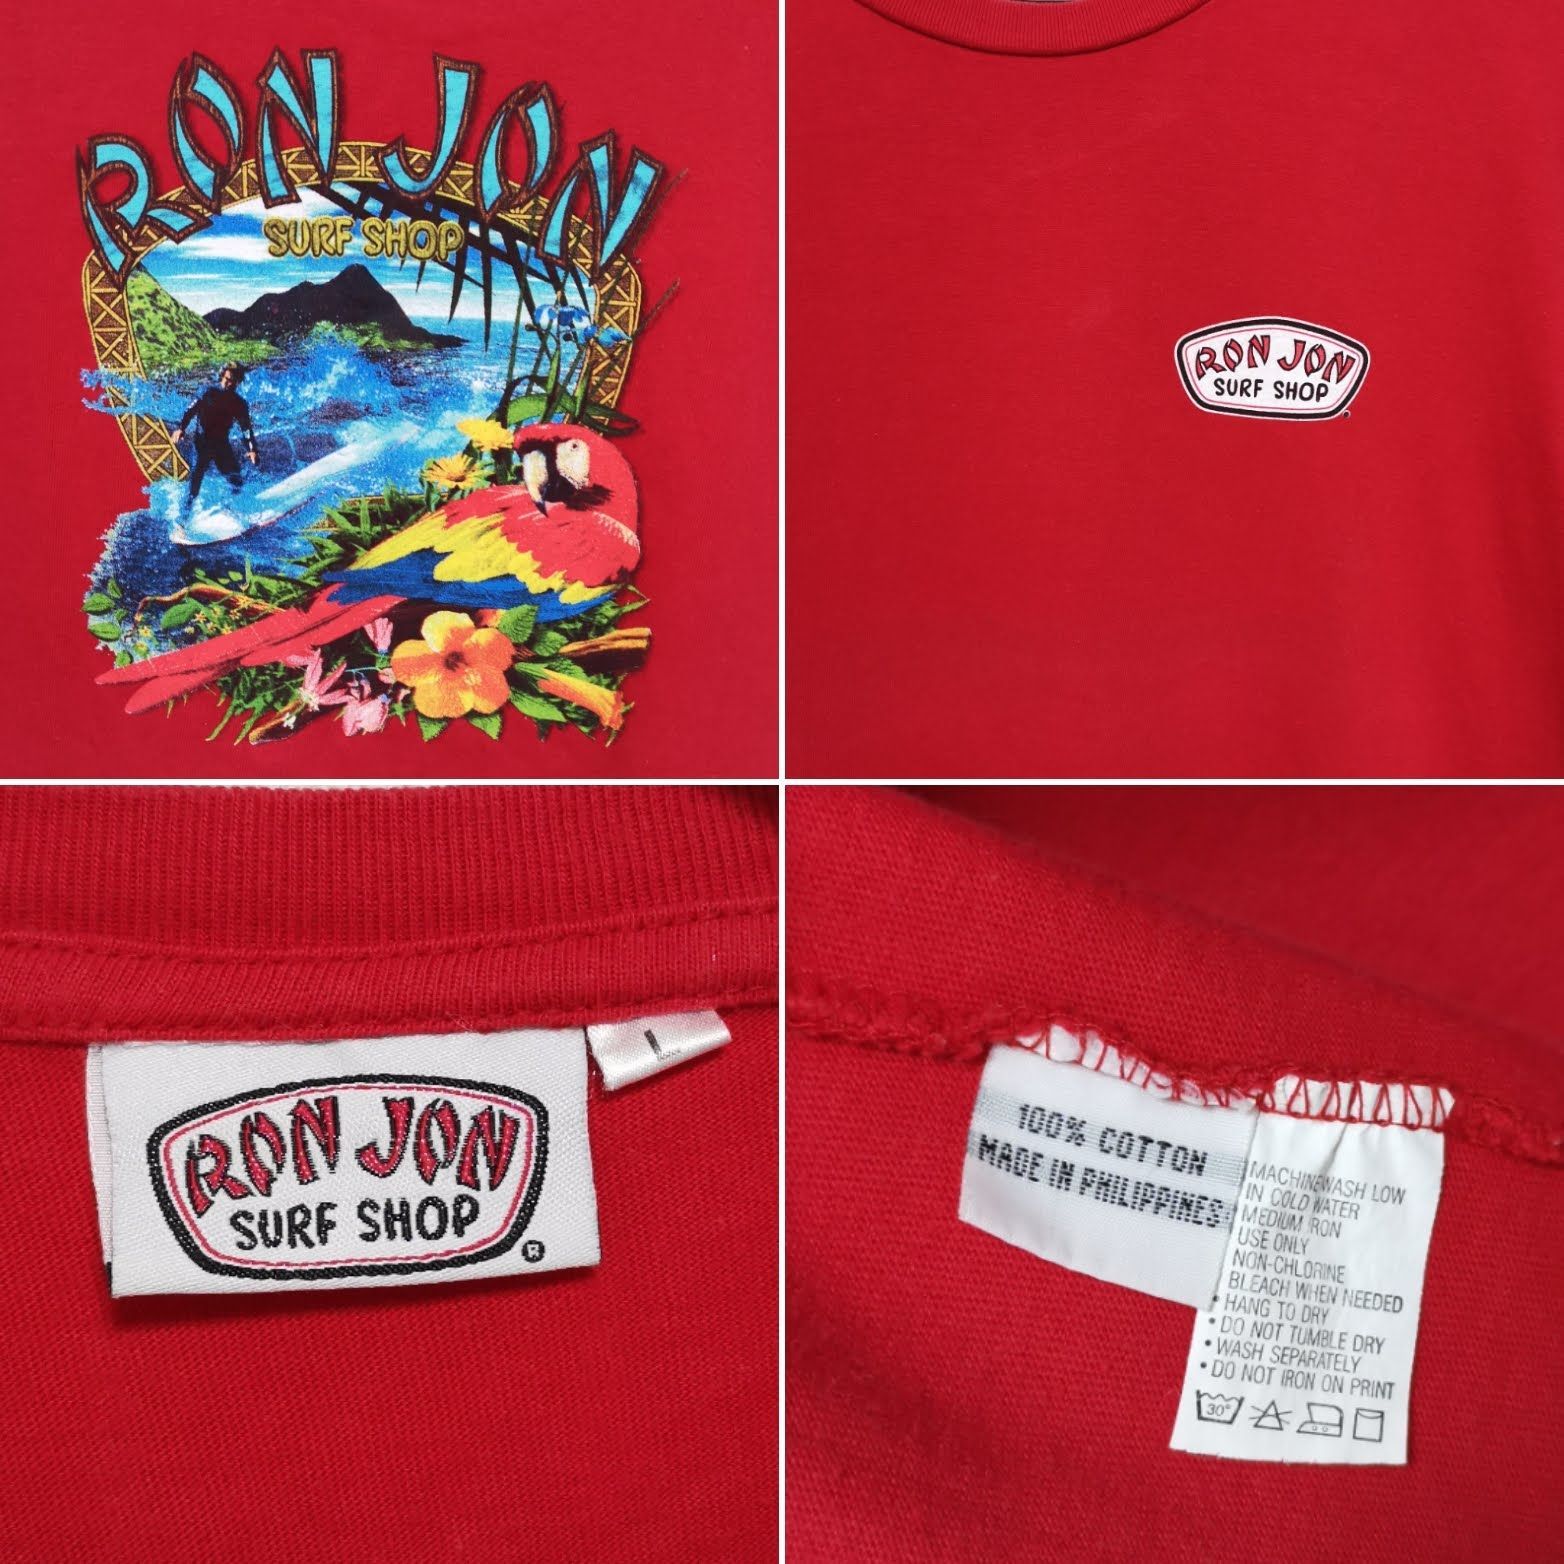 RON JON
SURF SHOP
RON JON
SURF SHOP
RON JON
SURF SHOP
®
L
100% COTTON
MADE IN PHILIPPINES
MACHINE WASH LOW
IN COLD WATER
MEDIUM IRON
USE ONLY
NON-CHLORINE
BLEACH WHEN NEEDED
• HANG TO DRY
• DO NOT TUMBLE DRY
• WASH SEPARATELY
• DO NOT IRON ON PRINT
30°